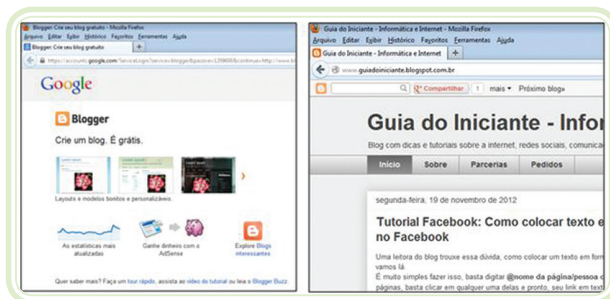 Blogger: Crie seu blog gratuito - Mozilla Firefox
Arquivo Editar Exibir Histórico Favoritos Ferramentas Ajuda
Blogger: Crie seu blog gratuito
Google
Blogger
Crie um blog. É grátis.
Layouts e modelos bonitos e personalizáveis.
As estatísticas mais atualizadas
Ganhe dinheiro com o AdSense
Explore Blogs interessantes
Quer saber mais? Faça um tour rápido, assista ao vídeo do tutorial ou leia o Blogger Buzz
Guia do Iniciante - Informática e Internet - Mozilla Firefox
Arquivo Editar Exibir Histórico Favoritos Ferramentas Ajuda
Guia do Iniciante - Informática e Internet
www.guiadoiniciante.blogspot.com.br
Compartilhar 1 mais Próximo blog»
Guia do Iniciante - Infor
Blog com dicas e tutoriais sobre a internet, redes sociais, comunica
Início Sobre Parcerias Pedidos
segunda-feira, 19 de novembro de 2012
Tutorial Facebook: Como colocar texto e
no Facebook
Uma leitora do blog trouxe essa dúvida, como colocar um texto em form
vamos lá.
É muito simples fazer isso, basta digitar @[nome da página/pessoa
páginas, basta clicar em qualquer uma delas e pronto, seu link em text